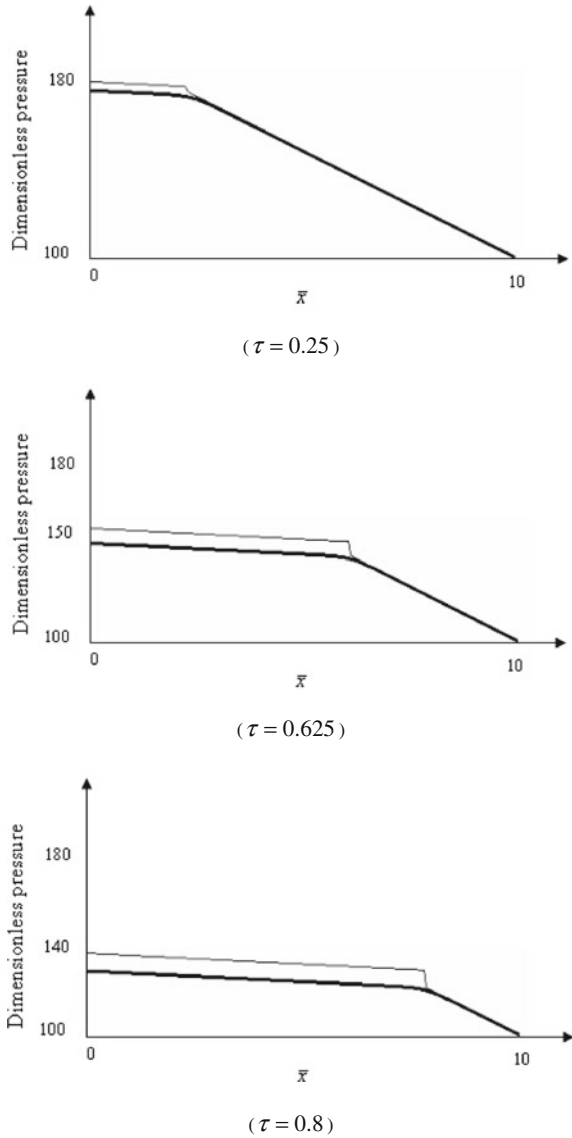 Dimensionless pressure
180
100
0
10
x̅
( τ = 0.25 )
Dimensionless pressure
180
150
100
0
10
x̅
( τ = 0.625 )
Dimensionless pressure
180
140
100
0
10
x̅
( τ = 0.8 )